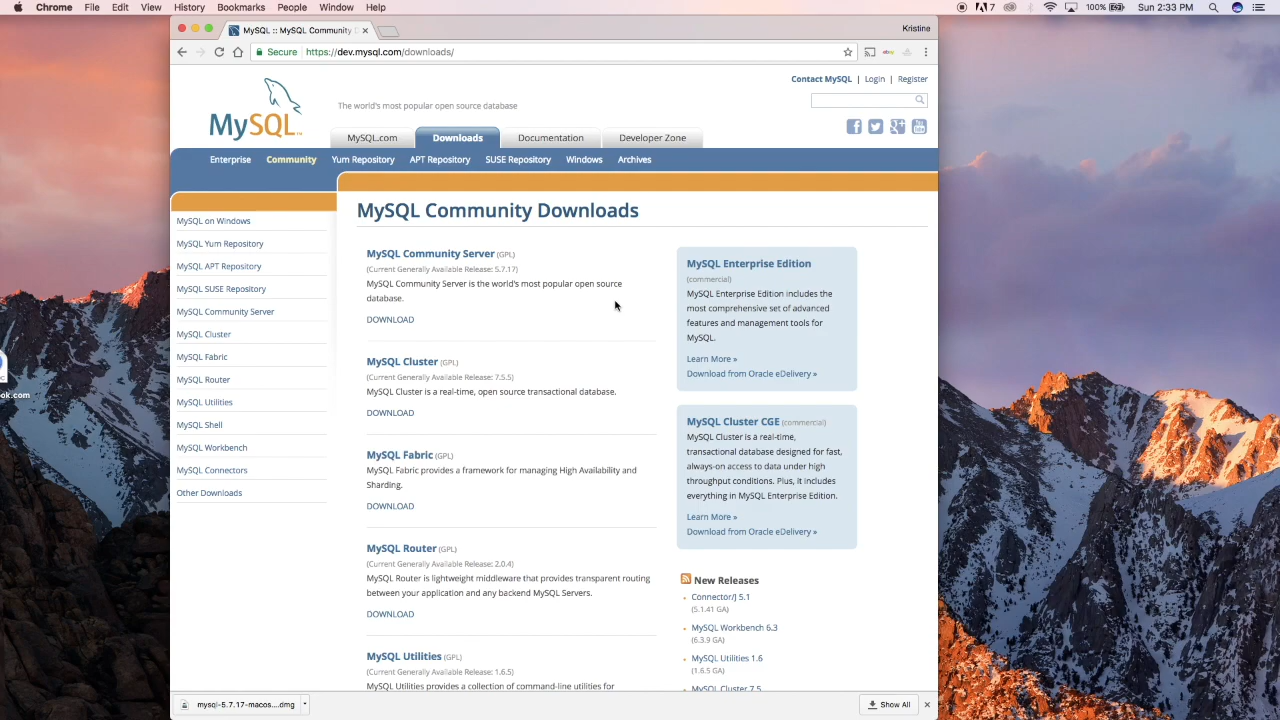 Chrome File Edit View History Bookmarks People Window Help
100% Sun 2:33 PM
MySQL :: MySQL Community D
Kristine
Secure https://dev.mysql.com/downloads/
Contact MySQL | Login | Register
MySQL™
The world's most popular open source database
MySQL.com Downloads Documentation Developer Zone
Enterprise Community Yum Repository APT Repository SUSE Repository Windows Archives
MySQL on Windows
MySQL Yum Repository
MySQL APT Repository
MySQL SUSE Repository
MySQL Community Server
MySQL Cluster
MySQL Fabric
MySQL Router
MySQL Utilities
MySQL Shell
MySQL Workbench
MySQL Connectors
Other Downloads
ok.com
MySQL Community Downloads
MySQL Community Server (GPL)
(Current Generally Available Release: 5.7.17)
MySQL Community Server is the world's most popular open source
database.
DOWNLOAD
MySQL Cluster (GPL)
(Current Generally Available Release: 7.5.5)
MySQL Cluster is a real-time, open source transactional database.
DOWNLOAD
MySQL Fabric (GPL)
MySQL Fabric provides a framework for managing High Availability and
Sharding.
DOWNLOAD
MySQL Router (GPL)
(Current Generally Available Release: 2.0.4)
MySQL Router is lightweight middleware that provides transparent routing
between your application and any backend MySQL Servers.
DOWNLOAD
MySQL Utilities (GPL)
(Current Generally Available Release: 1.6.5)
MySQL Utilities provides a collection of command-line utilities for
MySQL Enterprise Edition
(commercial)
MySQL Enterprise Edition includes the
most comprehensive set of advanced
features and management tools for
MySQL.
Learn More »
Download from Oracle eDelivery »
MySQL Cluster CGE (commercial)
MySQL Cluster is a real-time,
transactional database designed for fast,
always-on access to data under high
throughput conditions. Plus, it includes
everything in MySQL Enterprise Edition.
Learn More »
Download from Oracle eDelivery »
New Releases
Connector/J 5.1
(5.1.41 GA)
MySQL Workbench 6.3
(6.3.9 GA)
MySQL Utilities 1.6
(1.6.5 GA)
MySQL Cluster 7.5
mysql-5.7.17-macos....dmg
Show All